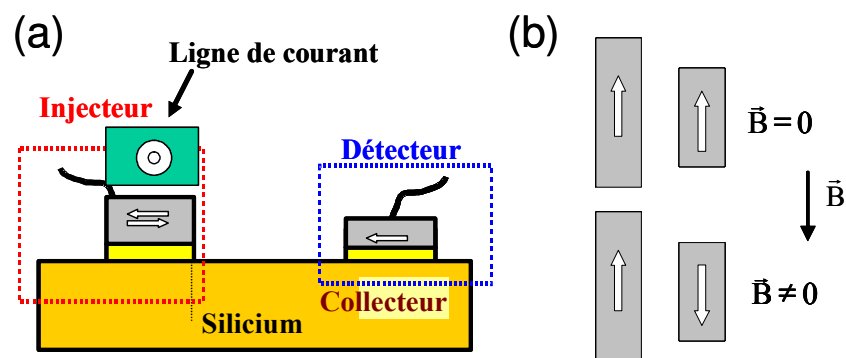 (a)
Ligne de courant
Injecteur
Détecteur
Collecteur
Silicium
(b)
B⃗ = 0
B⃗
B⃗ ≠ 0